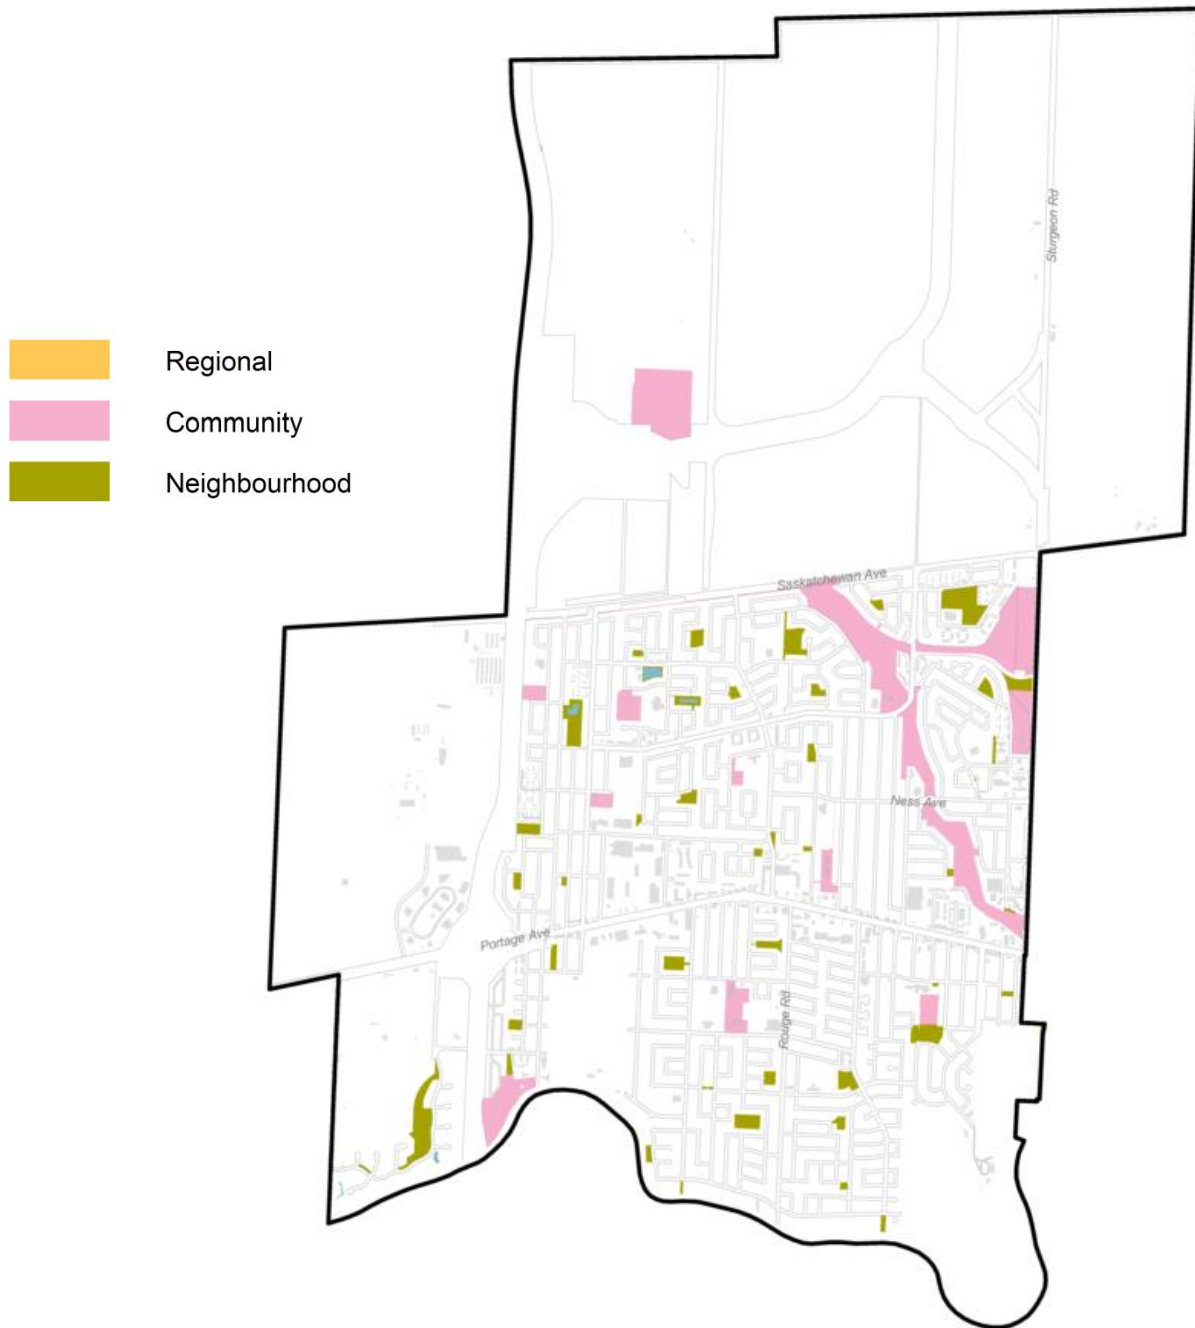 Sturgeon Rd
Regional
Community
Neighbourhood
Saskatchewan Ave
Ness Ave
Portage Ave
Rouge Rd